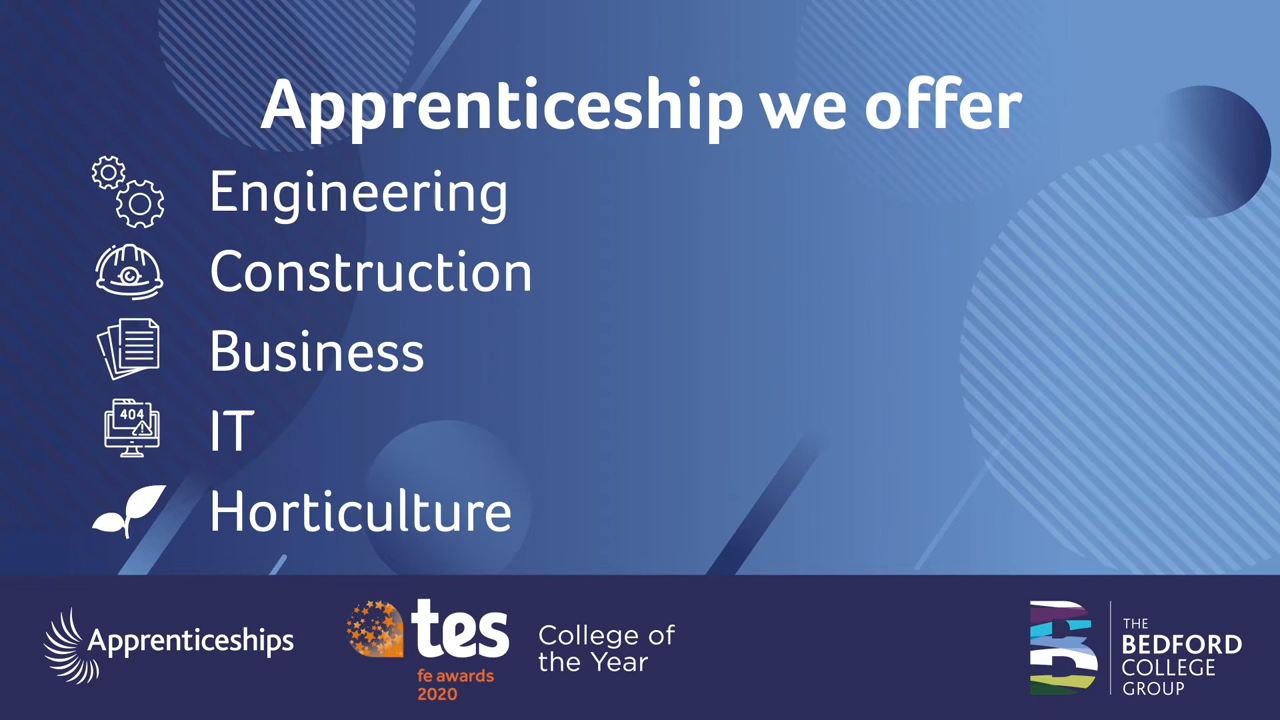 Apprenticeship we offer
Engineering
Construction
Business
404
IT
Horticulture
Apprenticeships
tes
fe awards
2020
College of
the Year
THE
BEDFORD
COLLEGE
GROUP